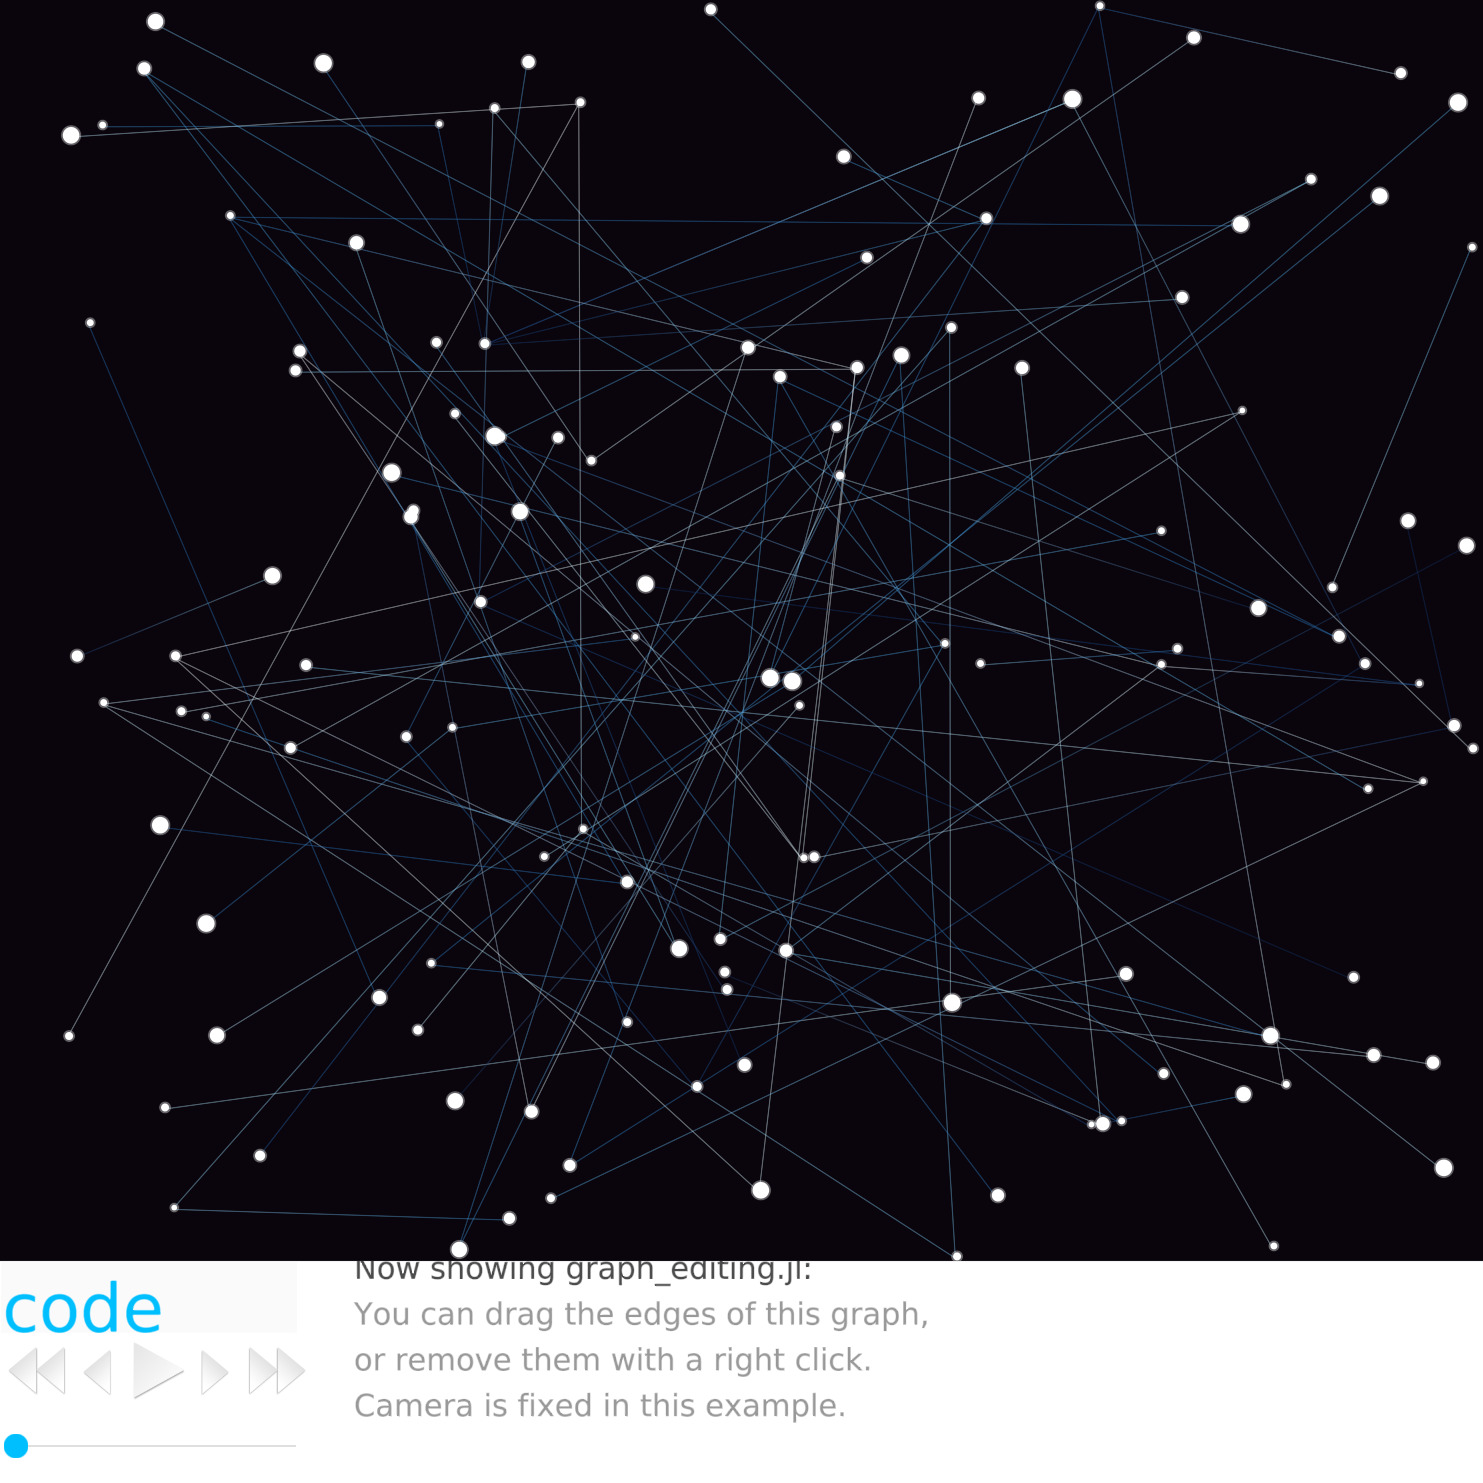 Now showing graph_editing.jl:
code
You can drag the edges of this graph,
or remove them with a right click.
Camera is fixed in this example.